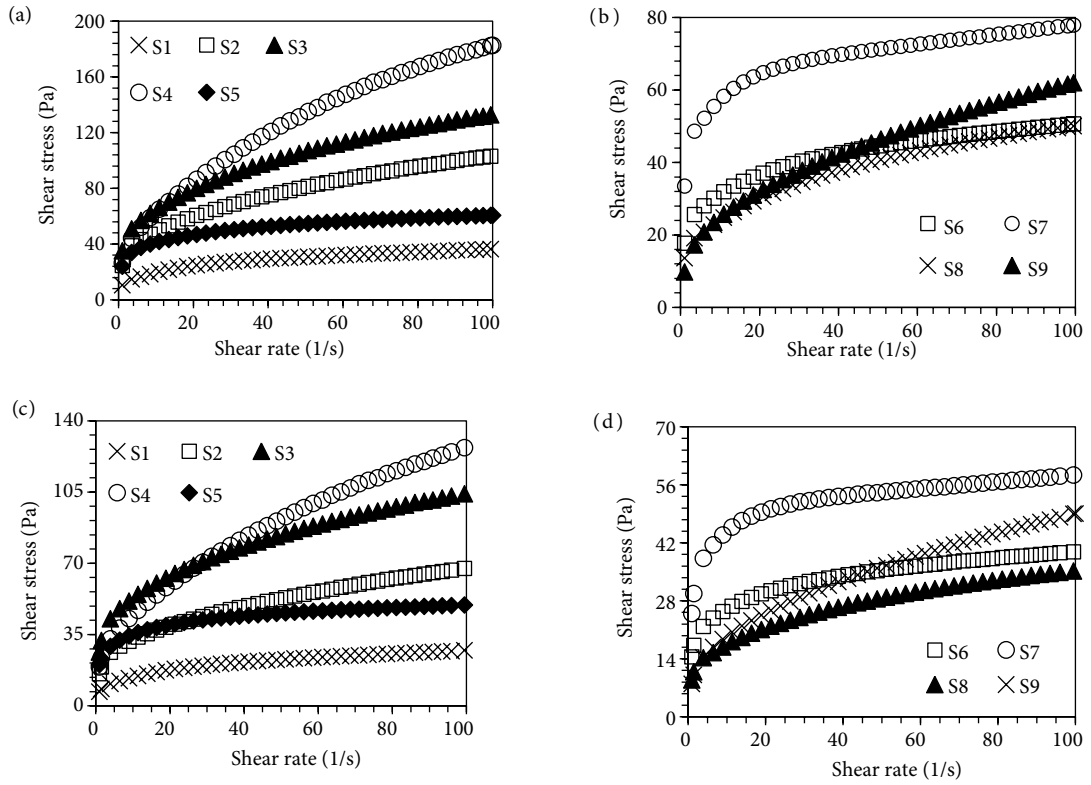 (a)
200
160
120
80
40
0
Shear stress (Pa)
S1 S2 S3
S4 S5
0 20 40 60 80 100
Shear rate (1/s)
(b)
80
60
40
20
0
Shear stress (Pa)
S6 S7
S8 S9
0 20 40 60 80 100
Shear rate (1/s)
(c)
140
105
70
35
0
Shear stress (Pa)
S1 S2 S3
S4 S5
0 20 40 60 80 100
Shear rate (1/s)
(d)
70
56
42
28
14
0
Shear stress (Pa)
S6 S7
S8 S9
0 20 40 60 80 100
Shear rate (1/s)